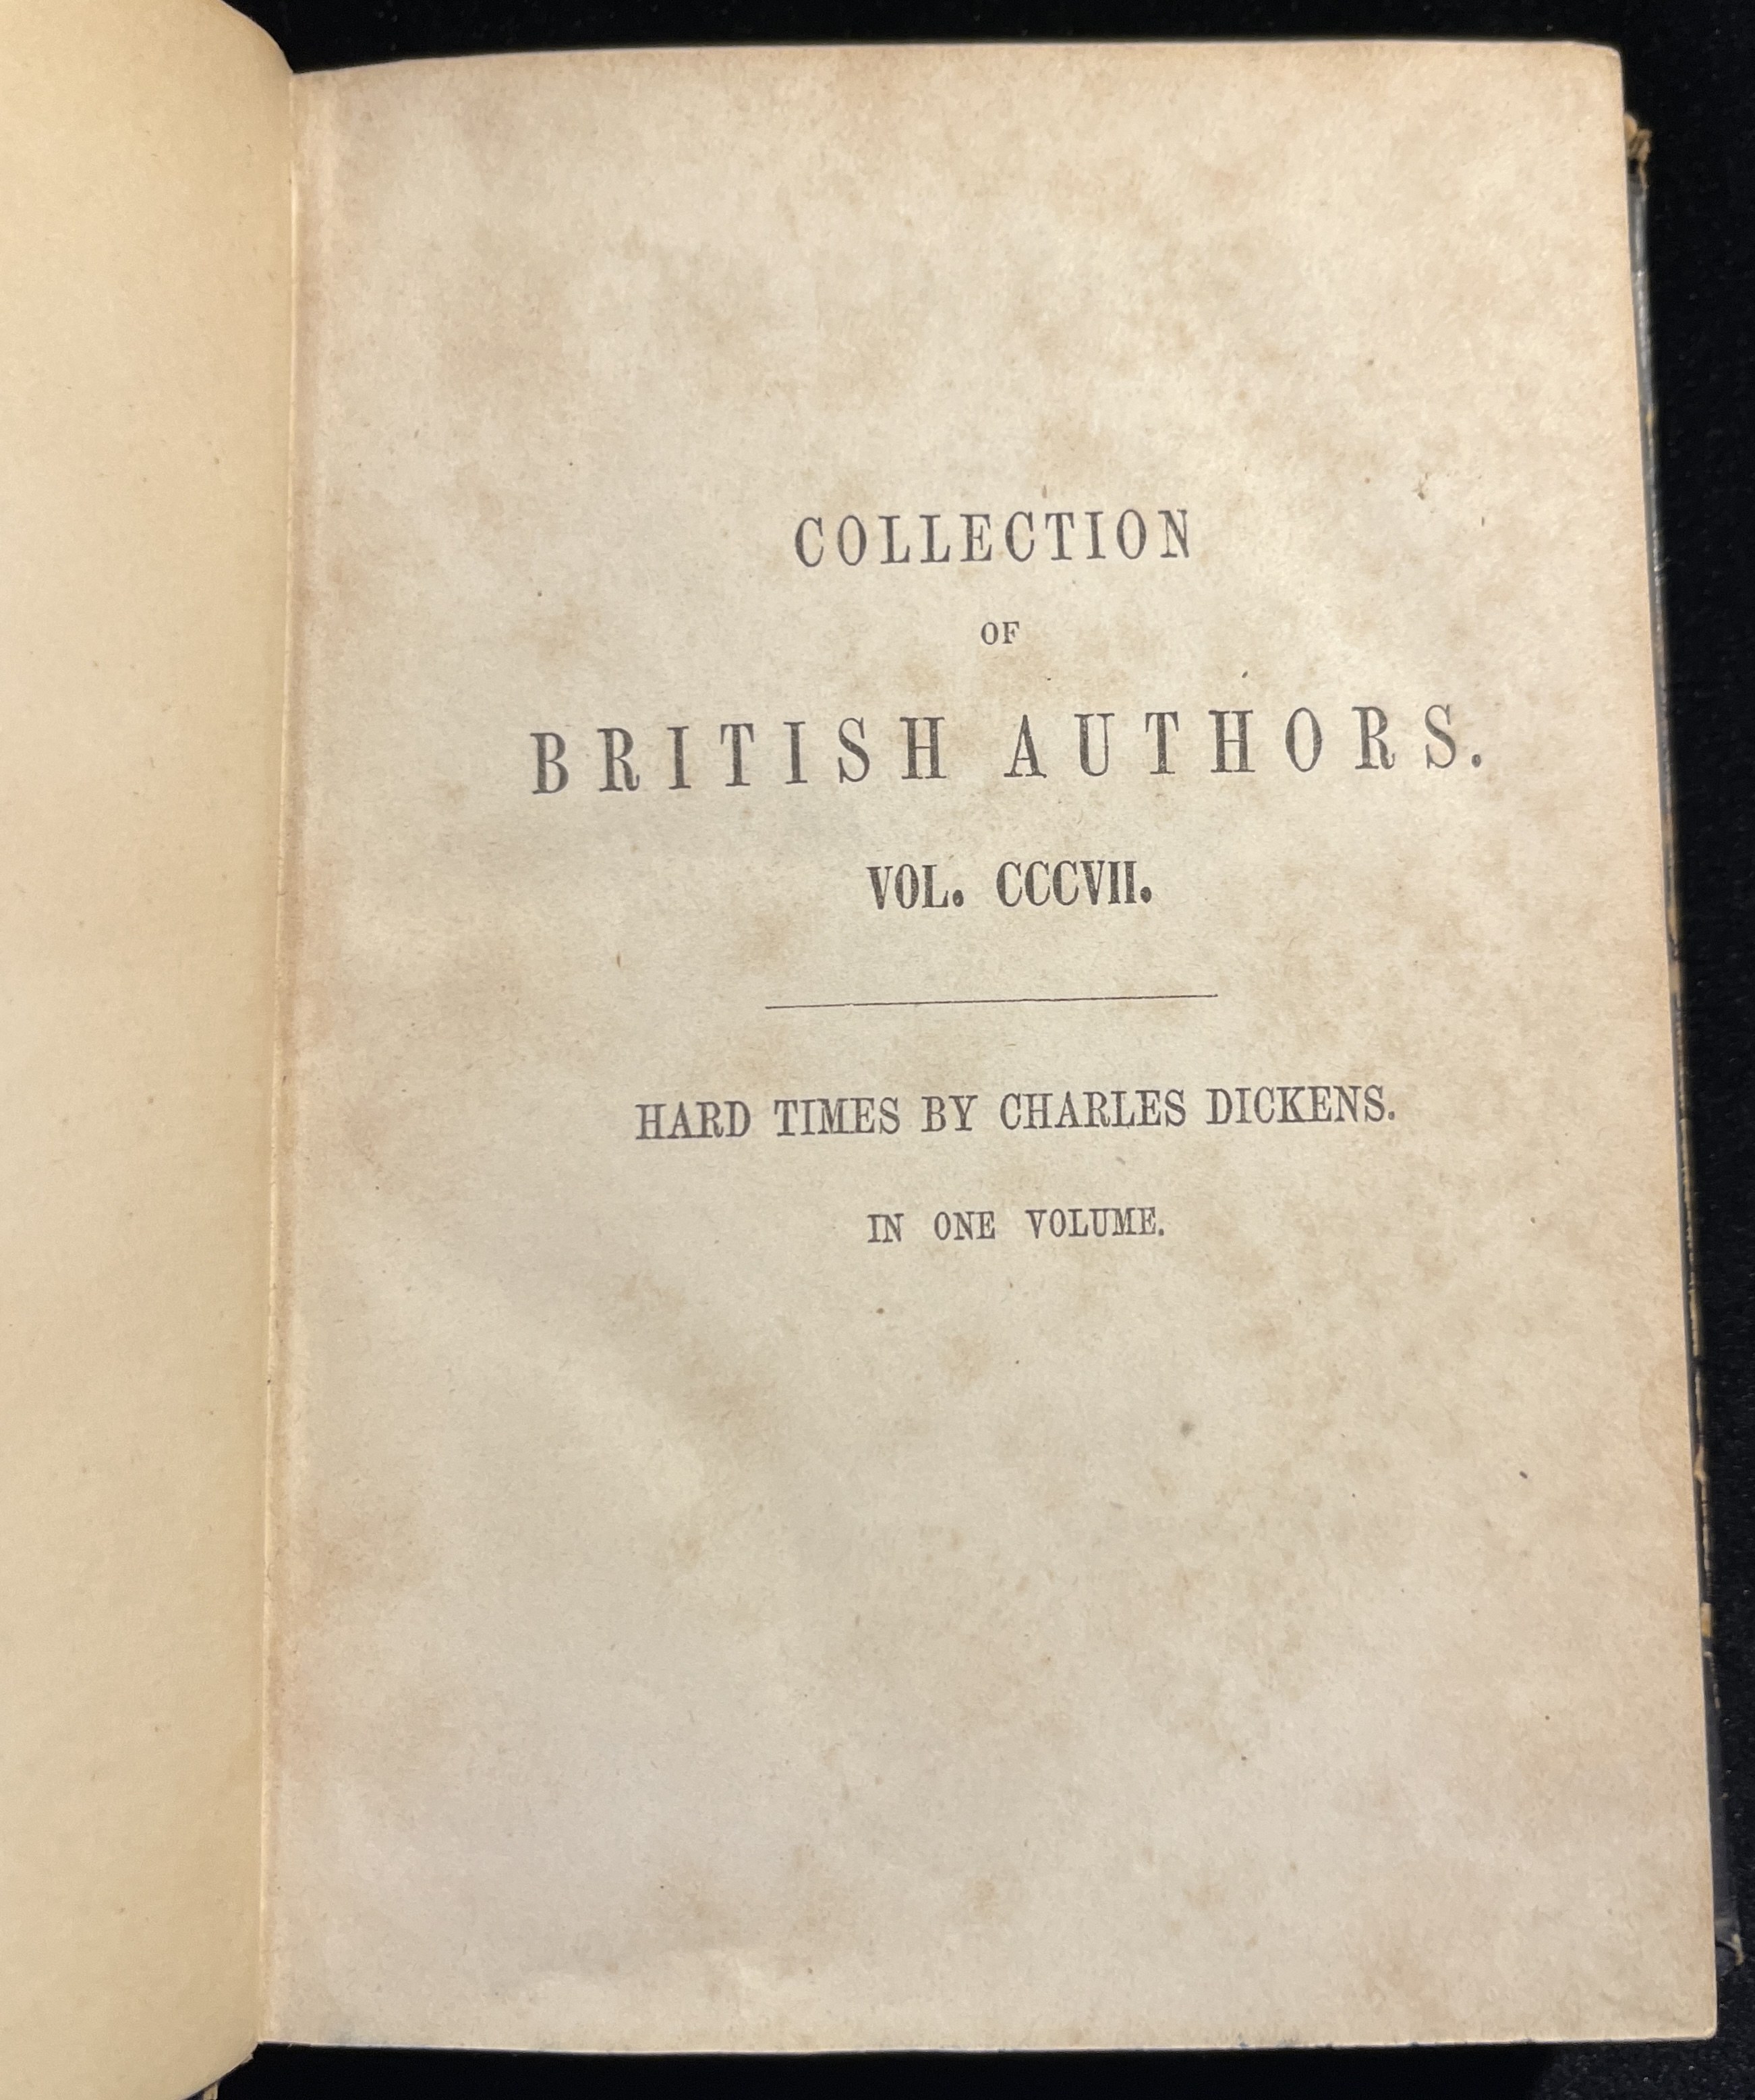 COLLECTION
OF
BRITISH AUTHORS.
VOL. CCCVII.
HARD TIMES BY CHARLES DICKENS.
IN ONE VOLUME.